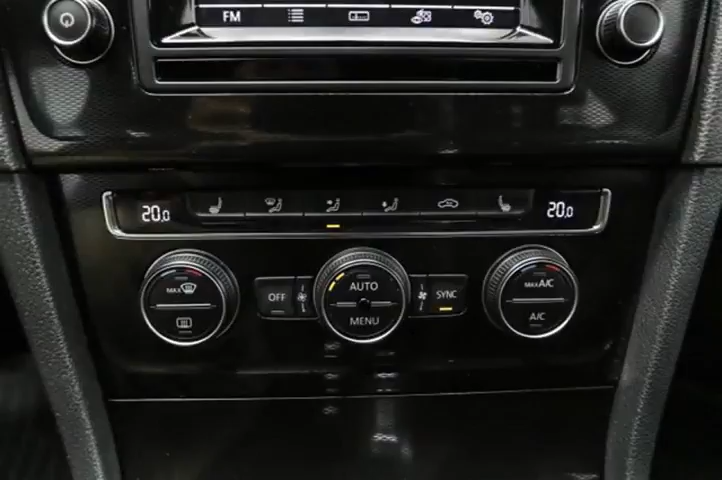 FM
20.0
20.0
MAX
OFF
AUTO
MENU
SYNC
MAX A/C
A/C